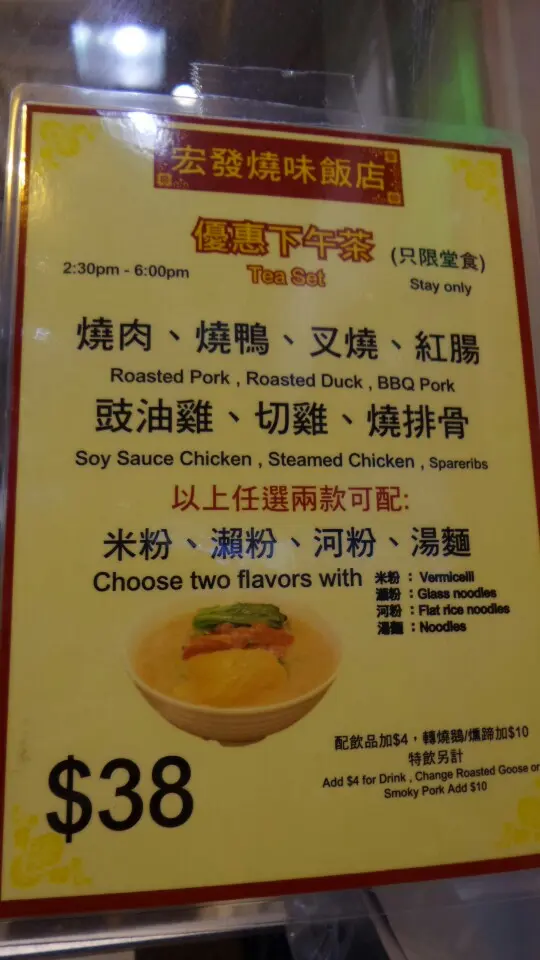 宏發燒味飯店
優惠下午茶 (只限堂食)
2:30pm - 6:00pm Tea Set Stay only
燒肉、燒鴨、叉燒、紅腸
Roasted Pork , Roasted Duck , BBQ Pork
豉油雞、切雞、燒排骨
Soy Sauce Chicken , Steamed Chicken , Spareribs
以上任選兩款可配:
米粉、瀨粉、河粉、湯麵
Choose two flavors with 米粉 : Vermicelli
瀨粉 : Glass noodles
河粉 : Flat rice noodles
湯麵 : Noodles
配飲品加$4，轉燒鵝/燻蹄加$10
特飲另計
Add $4 for Drink , Change Roasted Goose or
Smoky Pork Add $10
$38